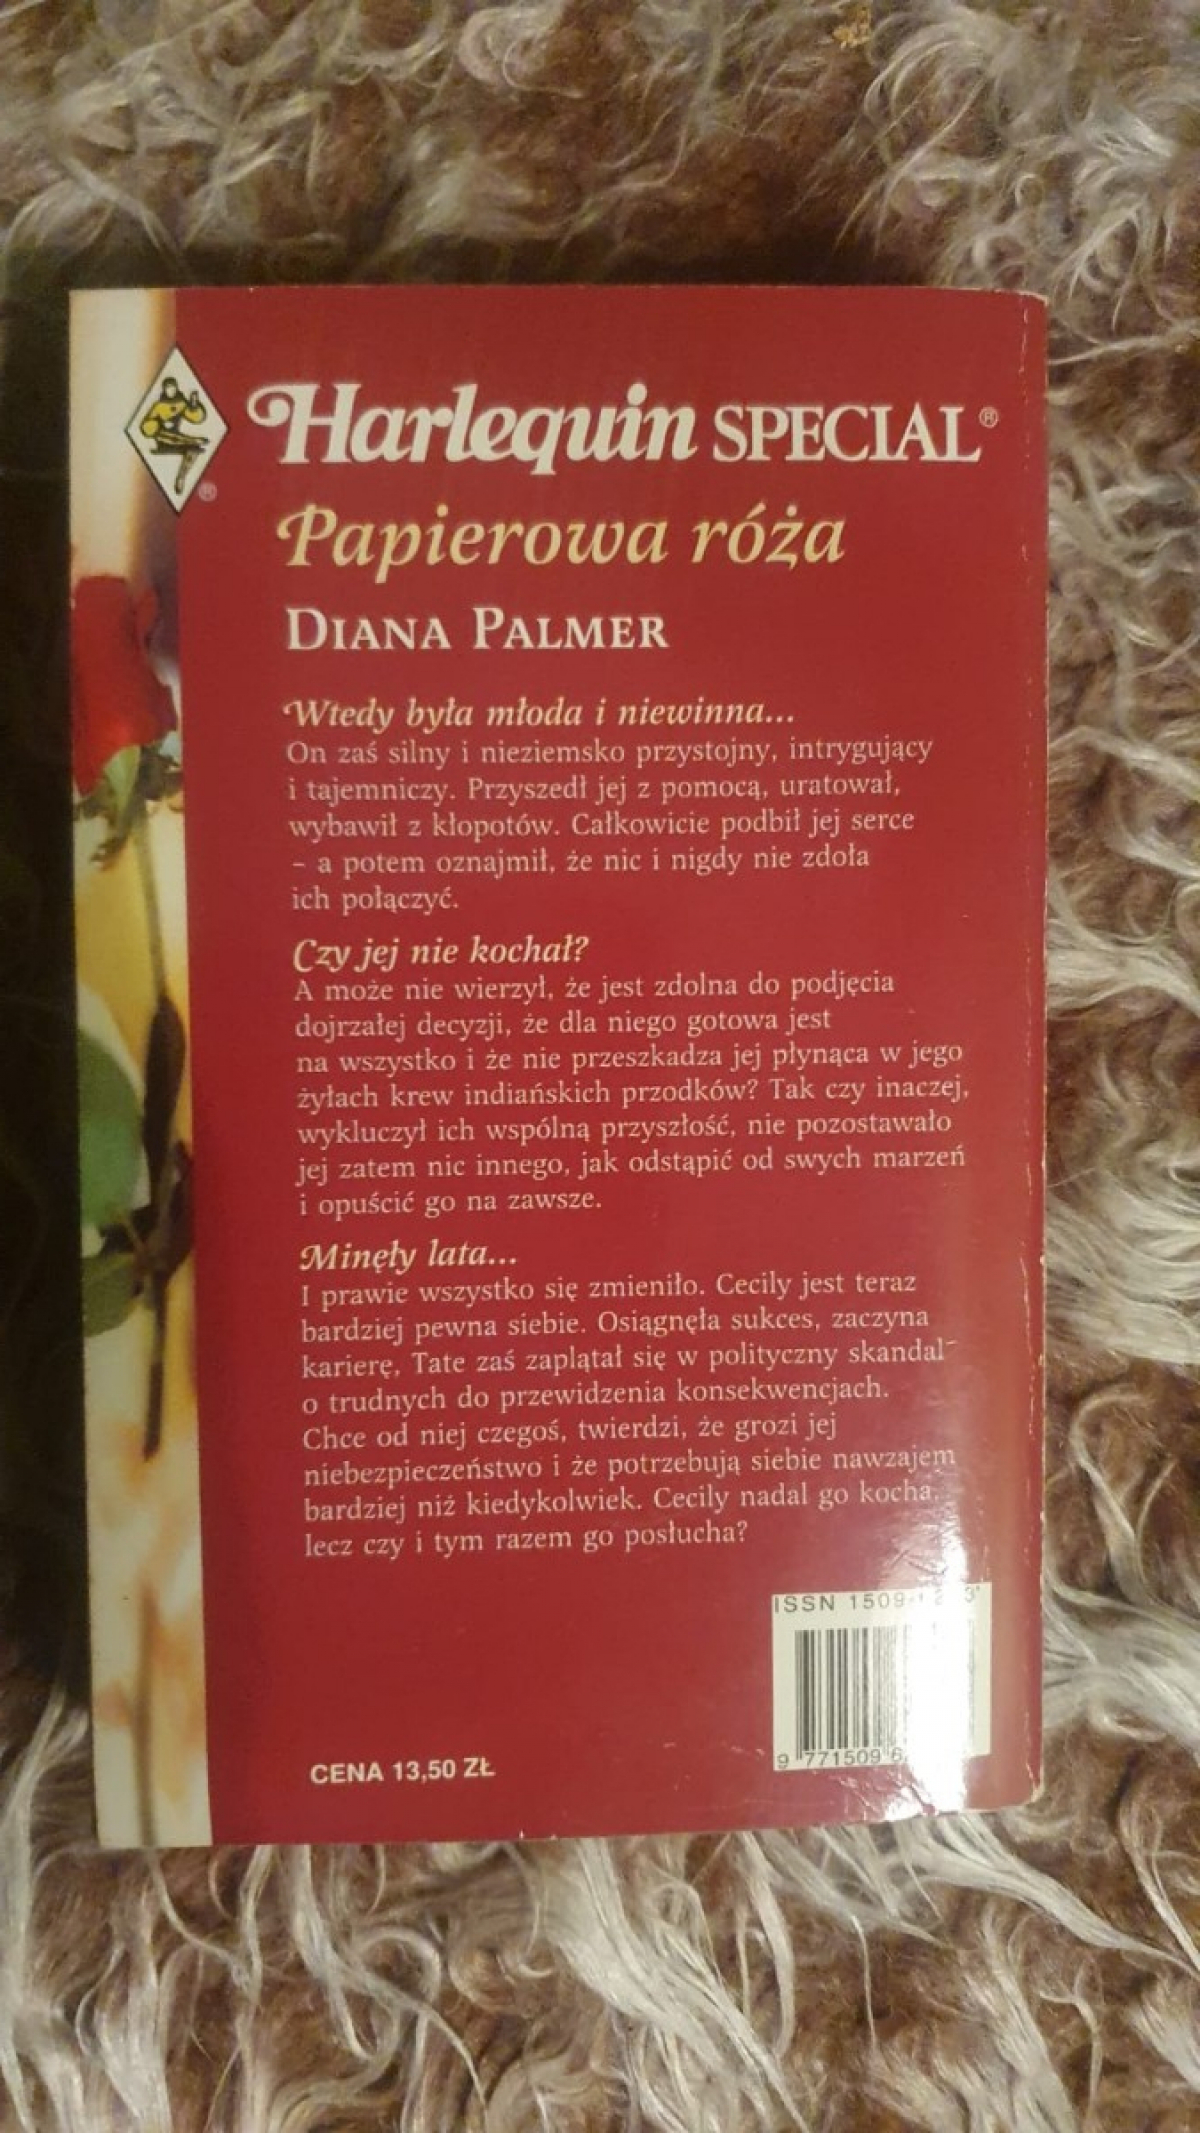 Harlequin SPECIAL®
®
Papierowa róża
DIANA PALMER
Wtedy była młoda i niewinna...
On zaś silny i nieziemsko przystojny, intrygujący
i tajemniczy. Przyszedł jej z pomocą, uratował,
wybawił z kłopotów. Całkowicie podbił jej serce
– a potem oznajmił, że nic i nigdy nie zdoła
ich połączyć.
Czy jej nie kochał?
A może nie wierzył, że jest zdolna do podjęcia
dojrzałej decyzji, że dla niego gotowa jest
na wszystko i że nie przeszkadza jej płynąca w jego
żyłach krew indiańskich przodków? Tak czy inaczej,
wykluczył ich wspólną przyszłość, nie pozostawało
jej zatem nic innego, jak odstąpić od swych marzeń
i opuścić go na zawsze.
Minęły lata...
I prawie wszystko się zmieniło. Cecily jest teraz
bardziej pewna siebie. Osiągnęła sukces, zaczyna
karierę, Tate zaś zaplątał się w polityczny skandal
o trudnych do przewidzenia konsekwencjach.
Chce od niej czegoś, twierdzi, że grozi jej
niebezpieczeństwo i że potrzebują siebie nawzajem
bardziej niż kiedykolwiek. Cecily nadal go kocha,
lecz czy i tym razem go posłucha?
ISSN
CENA 13,50 ZŁ